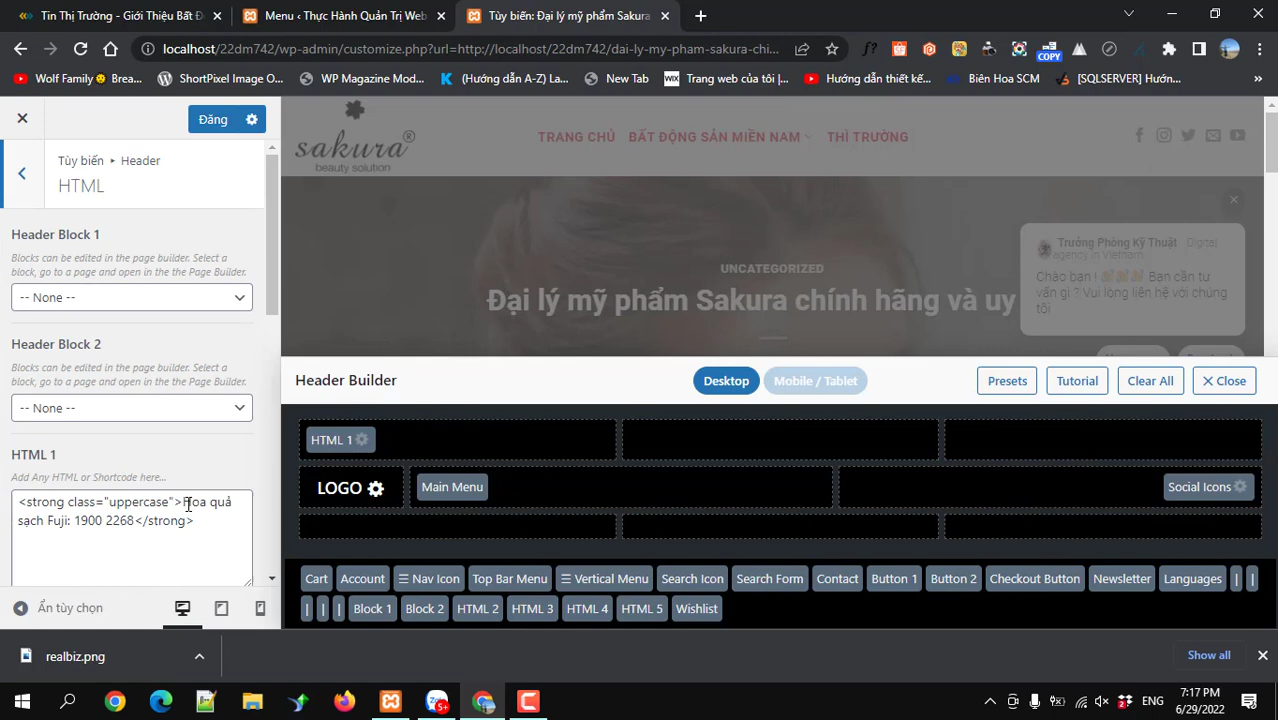 Tin Thị Trường - Giới Thiệu Bất Đ
Menu ‹ Thực Hành Quản Trị Web
Tùy biến: Đại lý mỹ phẩm Sakura
localhost/22dm742/wp-admin/customize.php?url=http://localhost/22dm742/dai-ly-my-pham-sakura-chi...
COPY
Wolf Family Brea...
ShortPixel Image O...
WP Magazine Mod...
(Hướng dẫn A-Z) La...
New Tab
WIX
Trang web của tôi |...
Hướng dẫn thiết kế...
Biên Hoa SCM
[SQLSERVER] Hướn...
Đăng
Tùy biến ▸ Header
HTML
Header Block 1
Blocks can be edited in the page builder. Select a
block, go to a page and open in the the Page Builder.
-- None --
Header Block 2
Blocks can be edited in the page builder. Select a
block, go to a page and open in the the Page Builder.
-- None --
HTML 1
Add Any HTML or Shortcode here...
<strong class="uppercase">Hoa quả
sạch Fuji: 1900 2268</strong>
Ẩn tùy chọn
sakura®
beauty solution
TRANG CHỦ
BẤT ĐỘNG SẢN MIỀN NAM
THÌ TRƯỜNG
UNCATEGORIZED
Đại lý mỹ phẩm Sakura chính hãng và uy
Trưởng Phòng Kỹ Thuật Digital
agency in Vietnam
Chào bạn ! Bạn cần tư
vấn gì ? Vui lòng liên hệ với chúng
tôi
Header Builder
Desktop
Mobile / Tablet
Presets
Tutorial
Clear All
Close
HTML 1
LOGO
Main Menu
Social Icons
Cart
Account
☰ Nav Icon
Top Bar Menu
☰ Vertical Menu
Search Icon
Search Form
Contact
Button 1
Button 2
Checkout Button
Newsletter
Languages
|
|
|
|
|
Block 1
Block 2
HTML 2
HTML 3
HTML 4
HTML 5
Wishlist
realbiz.png
Show all
5+
ENG
7:17 PM
6/29/2022